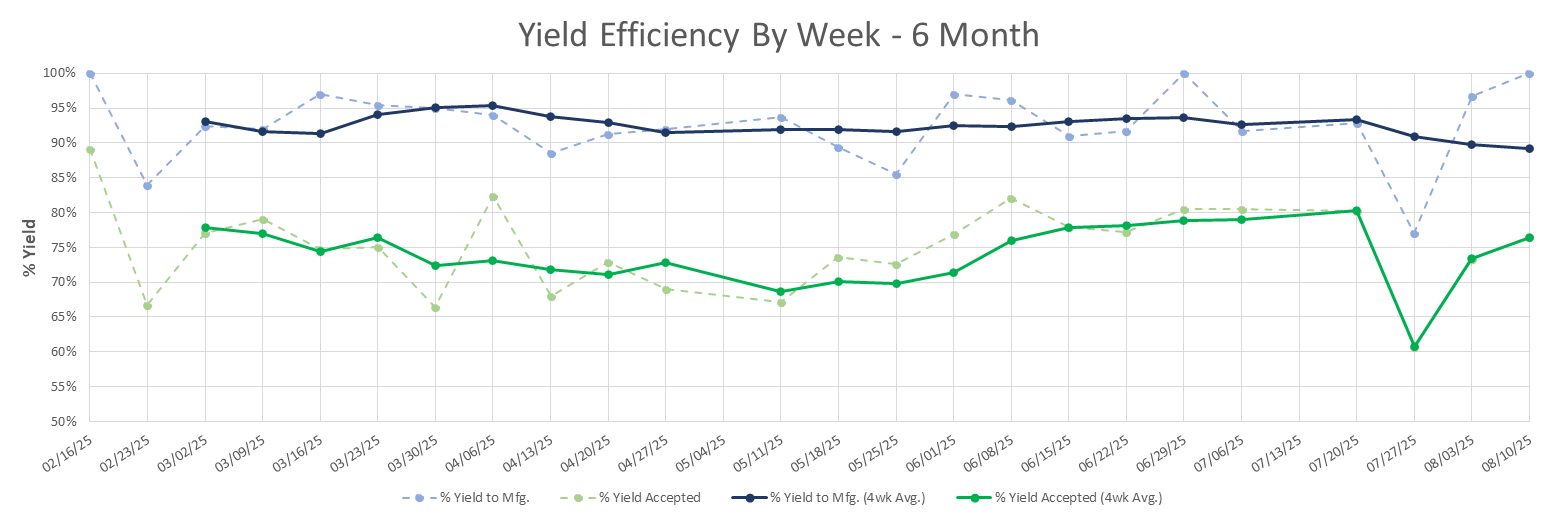 Yield Efficiency By Week - 6 Month
% Yield
100%
95%
90%
85%
80%
75%
70%
65%
60%
55%
50%
02/16/25 02/23/25 03/02/25 03/09/25 03/16/25 03/23/25 03/30/25 04/06/25 04/13/25 04/20/25 04/27/25 05/04/25 05/11/25 05/18/25 05/25/25 06/01/25 06/08/25 06/15/25 06/22/25 06/29/25 07/06/25 07/13/25 07/20/25 07/27/25 08/03/25 08/10/25
% Yield to Mfg. % Yield Accepted % Yield to Mfg. (4wk Avg.) % Yield Accepted (4wk Avg.)